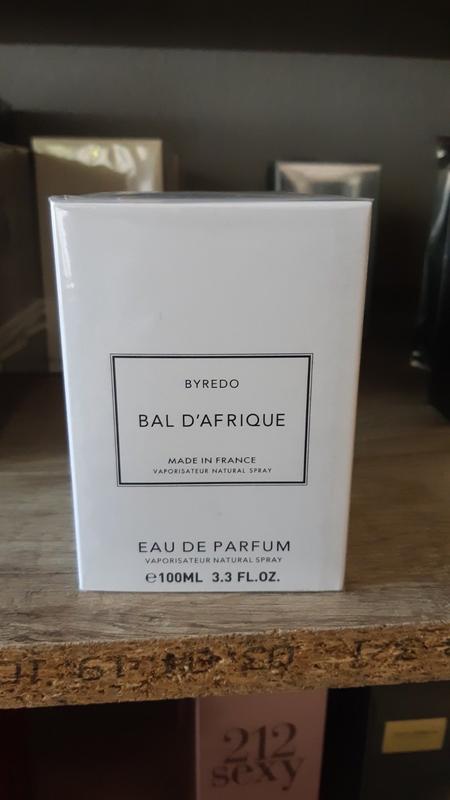 BYREDO
BAL D'AFRIQUE
MADE IN FRANCE
VAPORISATEUR NATURAL SPRAY
EAU DE PARFUM
VAPORISATEUR NATURAL SPRAY
℮100ML 3.3 FL.OZ.
212
sexy